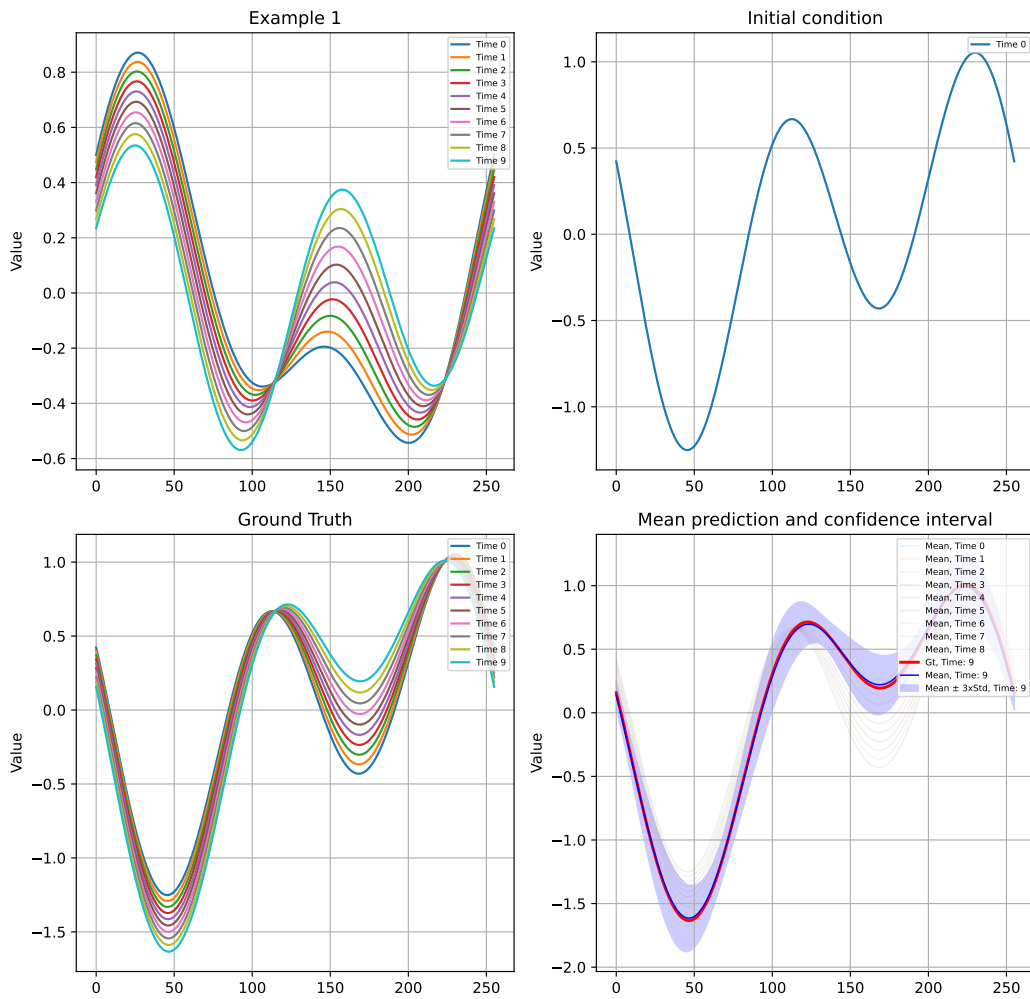 Example 1
Value
0.8
0.6
0.4
0.2
0.0
−0.2
−0.4
−0.6
0 50 100 150 200 250
Time 0
Time 1
Time 2
Time 3
Time 4
Time 5
Time 6
Time 7
Time 8
Time 9
Initial condition
Value
1.0
0.5
0.0
−0.5
−1.0
0 50 100 150 200 250
Time 0
Ground Truth
Value
1.0
0.5
0.0
−0.5
−1.0
−1.5
0 50 100 150 200 250
Time 0
Time 1
Time 2
Time 3
Time 4
Time 5
Time 6
Time 7
Time 8
Time 9
Mean prediction and confidence interval
Value
1.0
0.5
0.0
−0.5
−1.0
−1.5
−2.0
0 50 100 150 200 250
Mean, Time 0
Mean, Time 1
Mean, Time 2
Mean, Time 3
Mean, Time 4
Mean, Time 5
Mean, Time 6
Mean, Time 7
Mean, Time 8
Gt, Time: 9
Mean, Time: 9
Mean ± 3xStd, Time: 9